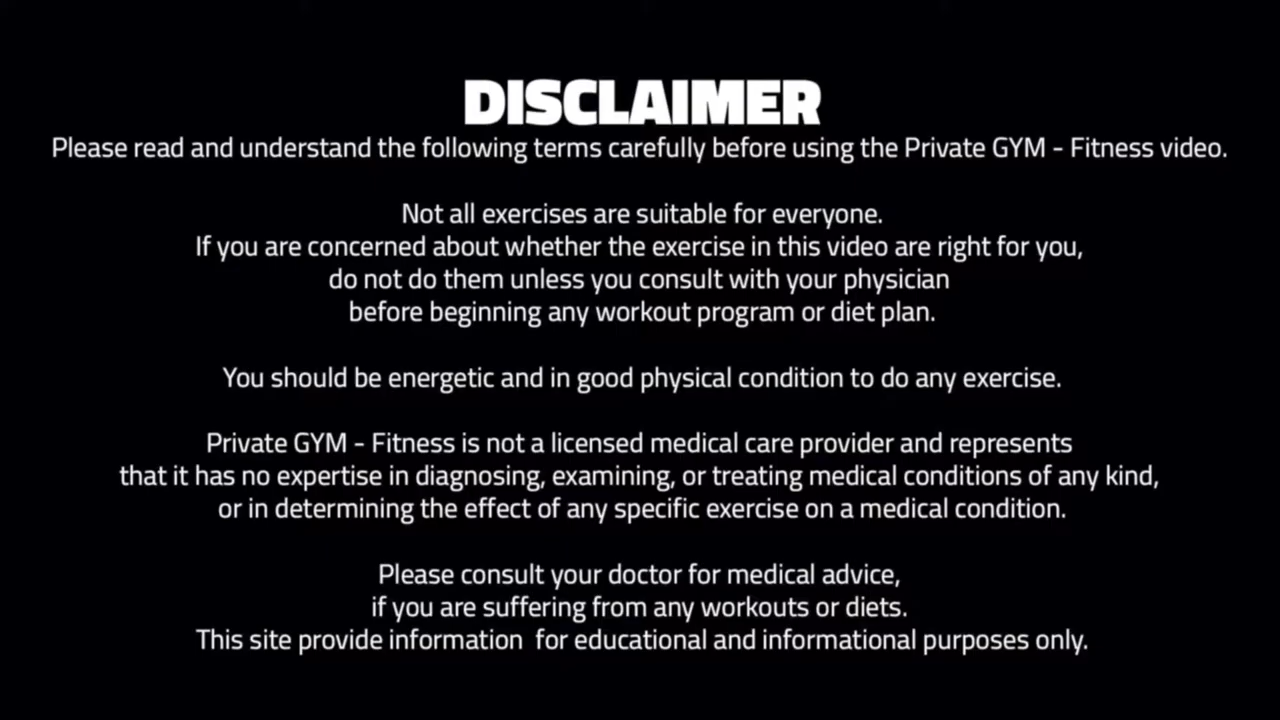 DISCLAIMER
Please read and understand the following terms carefully before using the Private GYM - Fitness video.
Not all exercises are suitable for everyone.
If you are concerned about whether the exercise in this video are right for you,
do not do them unless you consult with your physician
before beginning any workout program or diet plan.
You should be energetic and in good physical condition to do any exercise.
Private GYM - Fitness is not a licensed medical care provider and represents
that it has no expertise in diagnosing, examining, or treating medical conditions of any kind,
or in determining the effect of any specific exercise on a medical condition.
Please consult your doctor for medical advice,
if you are suffering from any workouts or diets.
This site provide information  for educational and informational purposes only.